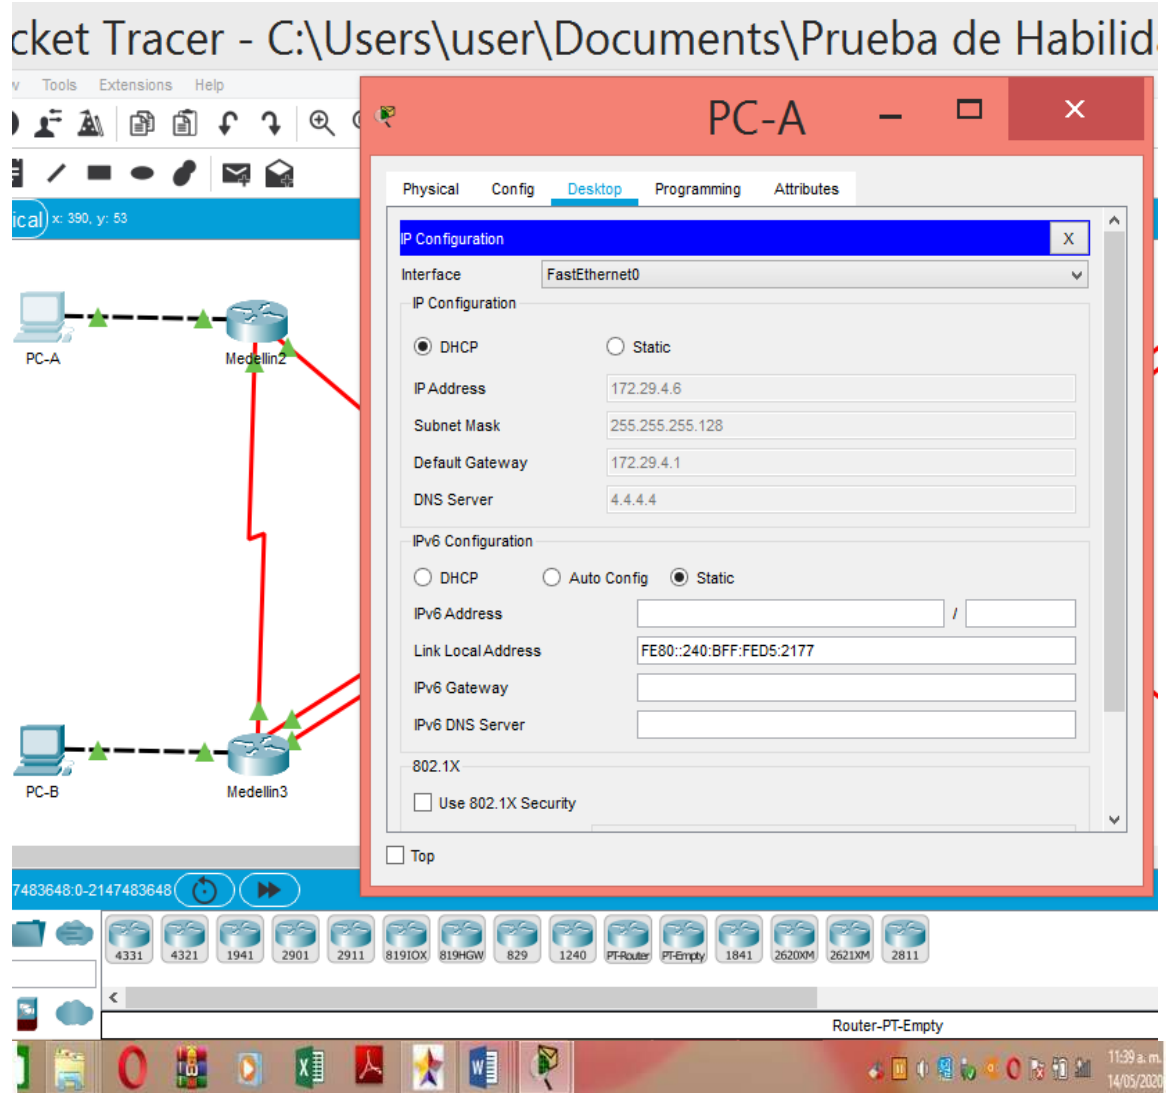 cket Tracer - C:\Users\user\Documents\Prueba de Habilid
w Tools Extensions Help
PC-A
Physical Config Desktop Programming Attributes
ical x: 390, y: 53
IP Configuration X
Interface FastEthernet0
IP Configuration
DHCP Static
IP Address 172.29.4.6
Subnet Mask 255.255.255.128
Default Gateway 172.29.4.1
DNS Server 4.4.4.4
IPv6 Configuration
DHCP Auto Config Static
IPv6 Address /
Link Local Address FE80::240:BFF:FED5:2177
IPv6 Gateway
IPv6 DNS Server
802.1X
Use 802.1X Security
Top
PC-A Medellin2
PC-B Medellin3
7483648:0-2147483648
4331 4321 1941 2901 2911 819IOX 819HGW 829 1240 PT-Router PT-Empty 1841 2620XM 2621XM 2811
Router-PT-Empty
11:39 a. m.
14/05/2020